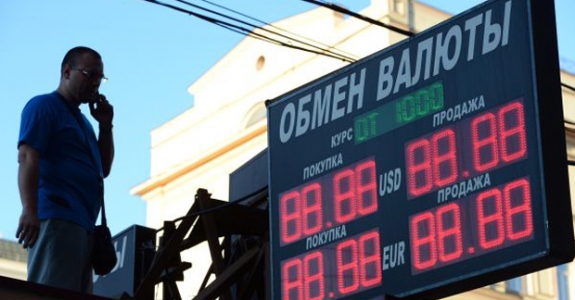 ОБМЕН ВАЛЮТЫ
КУРС ОТ 1000
ПОКУПКА ПРОДАЖА
88.88 USD 88.88
ПОКУПКА ПРОДАЖА
88.88 EUR 88.88
Ы